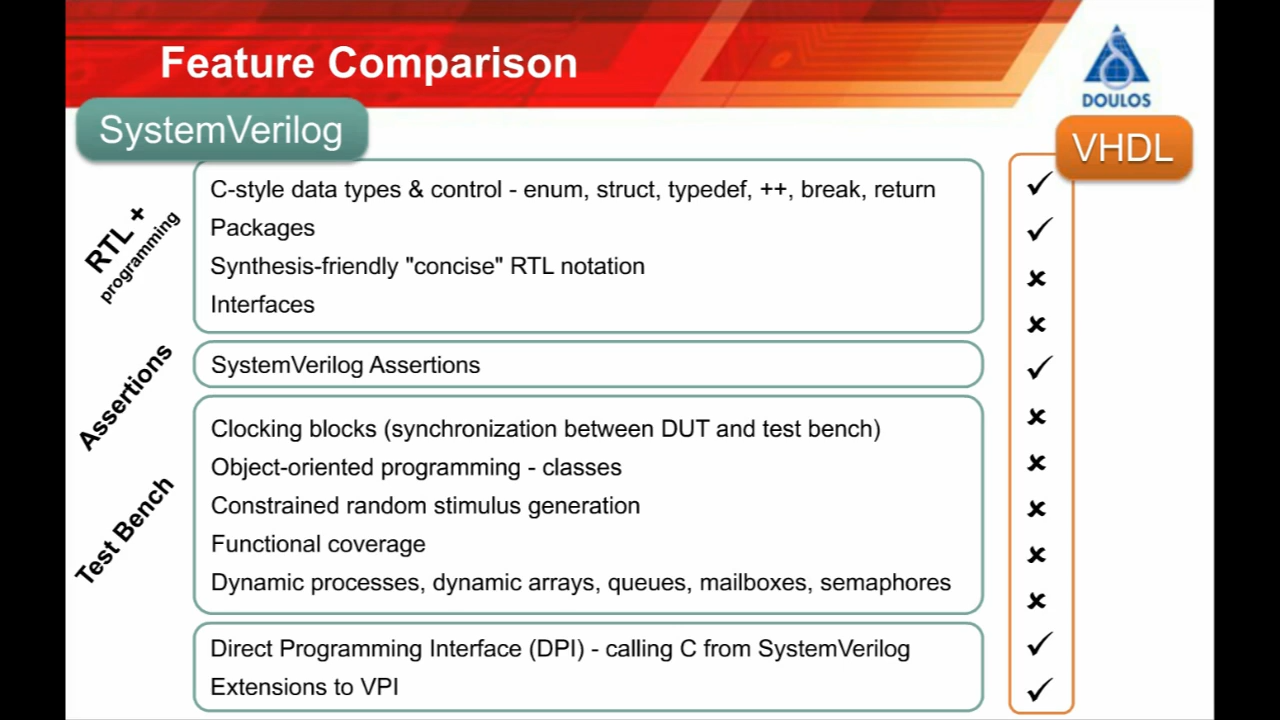 Feature Comparison
DOULOS
SystemVerilog
VHDL
RTL +
programming
C-style data types & control - enum, struct, typedef, ++, break, return
Packages
Synthesis-friendly "concise" RTL notation
Interfaces
Assertions
SystemVerilog Assertions
Test Bench
Clocking blocks (synchronization between DUT and test bench)
Object-oriented programming - classes
Constrained random stimulus generation
Functional coverage
Dynamic processes, dynamic arrays, queues, mailboxes, semaphores
Direct Programming Interface (DPI) - calling C from SystemVerilog
Extensions to VPI